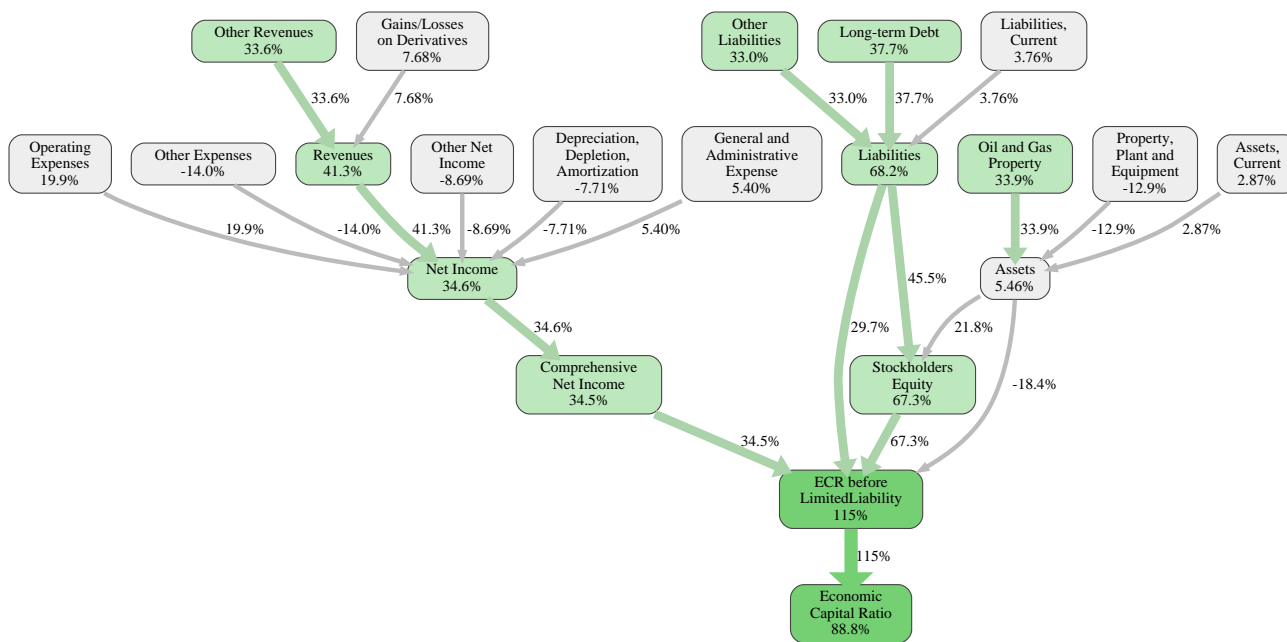 Other Revenues
33.6%
Gains/Losses
on Derivatives
7.68%
Other
Liabilities
33.0%
Long-term Debt
37.7%
Liabilities,
Current
3.76%
33.6%
7.68%
33.0%
37.7%
3.76%
Operating
Expenses
19.9%
Other Expenses
-14.0%
Revenues
41.3%
Other Net
Income
-8.69%
Depreciation,
Depletion,
Amortization
-7.71%
General and
Administrative
Expense
5.40%
Liabilities
68.2%
Oil and Gas
Property
33.9%
Property,
Plant and
Equipment
-12.9%
Assets,
Current
2.87%
19.9%
-14.0%
41.3%
-8.69%
-7.71%
5.40%
33.9%
-12.9%
2.87%
Net Income
34.6%
45.5%
Assets
5.46%
34.6%
29.7%
21.8%
Comprehensive
Net Income
34.5%
Stockholders
Equity
67.3%
-18.4%
34.5%
67.3%
ECR before
LimitedLiability
115%
115%
Economic
Capital Ratio
88.8%